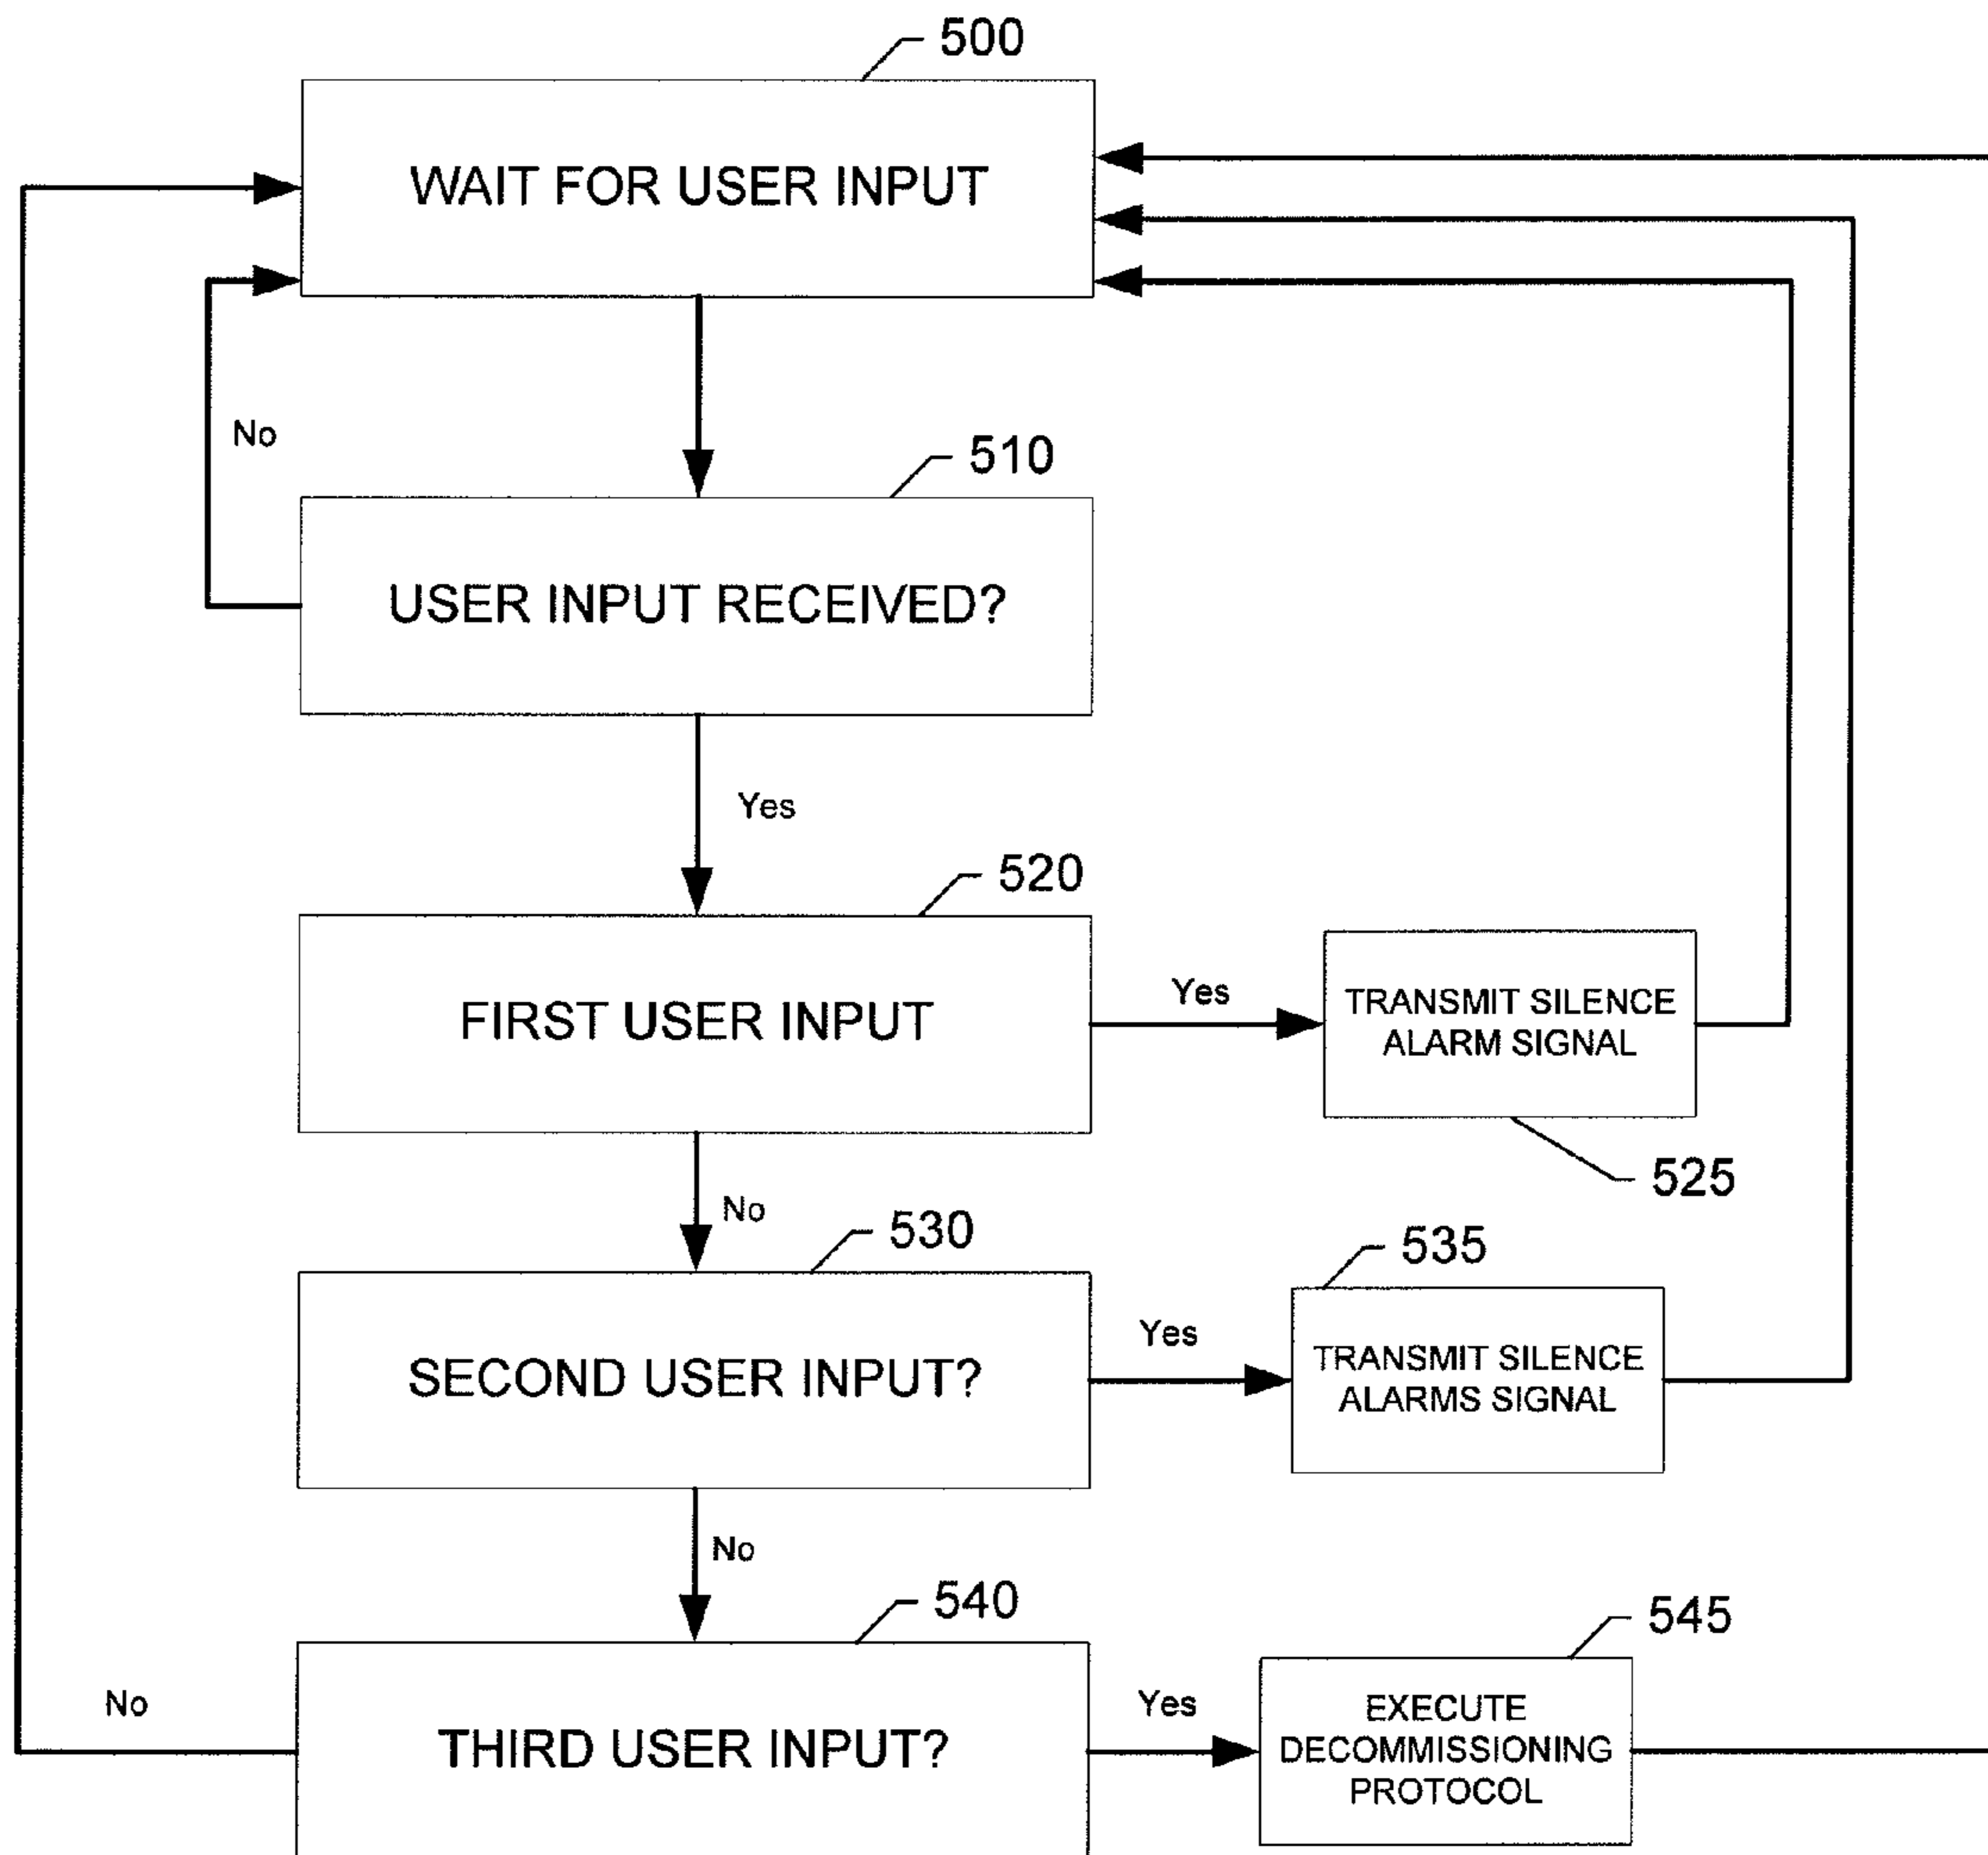 500
WAIT FOR USER INPUT
No
510
USER INPUT RECEIVED?
Yes
520
FIRST USER INPUT
Yes
TRANSMIT SILENCE
ALARM SIGNAL
525
No
530
SECOND USER INPUT?
Yes
535
TRANSMIT SILENCE
ALARMS SIGNAL
No
540
THIRD USER INPUT?
No
Yes
545
EXECUTE
DECOMMISSIONING
PROTOCOL